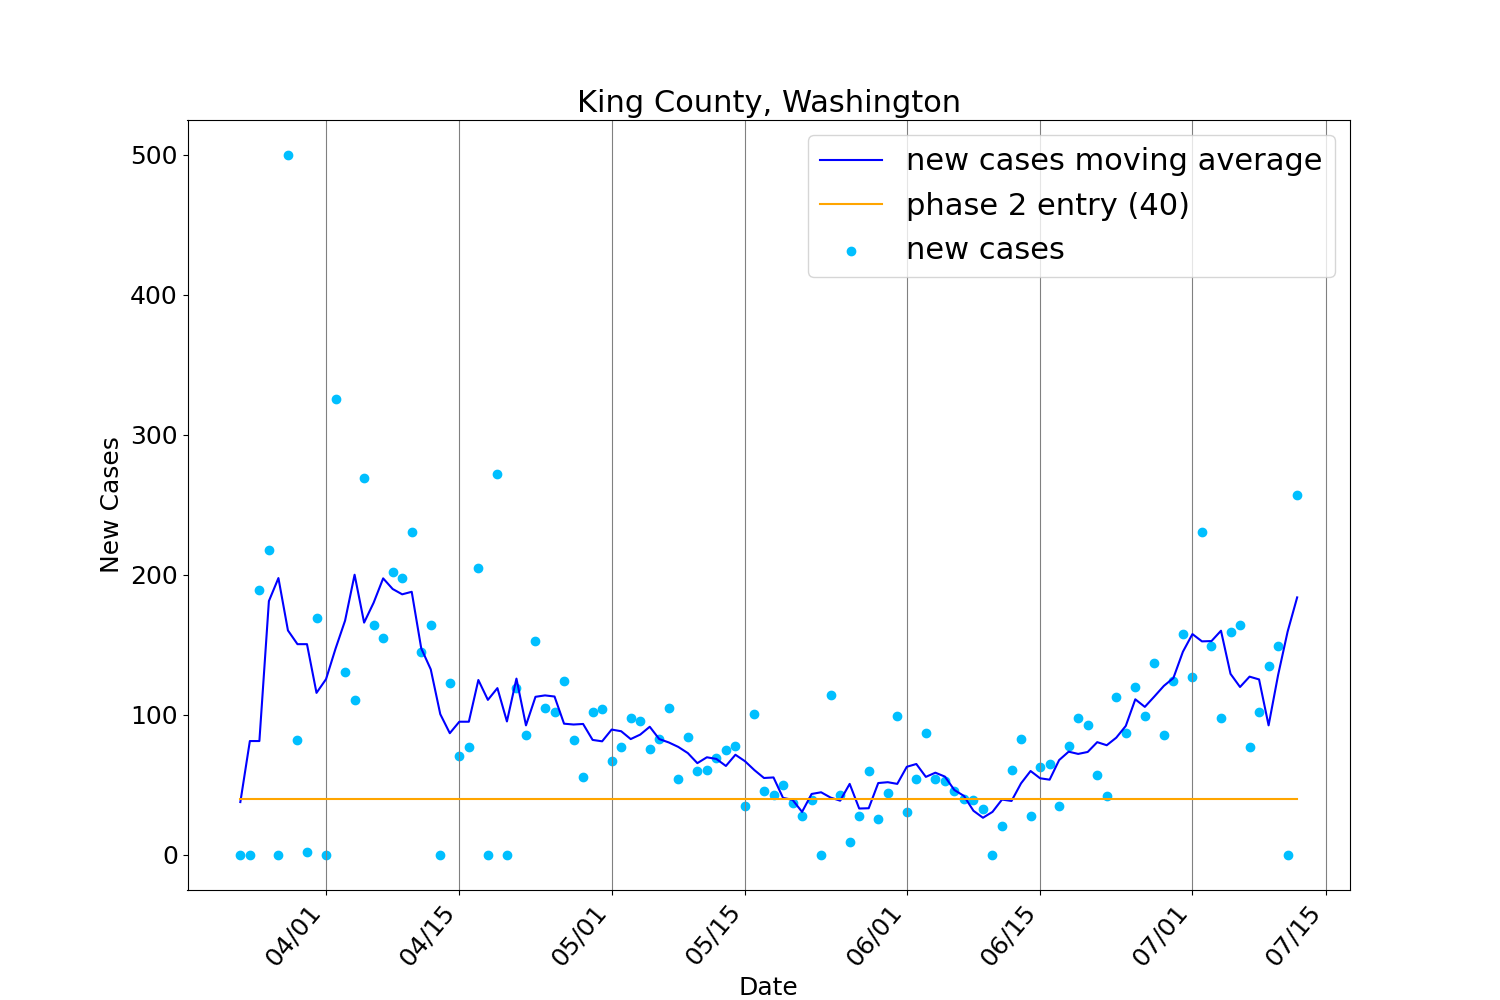 King County, Washington
new cases moving average
phase 2 entry (40)
new cases
500
400
300
200
100
0
New Cases
04/01
04/15
05/01
05/15
06/01
06/15
07/01
07/15
Date